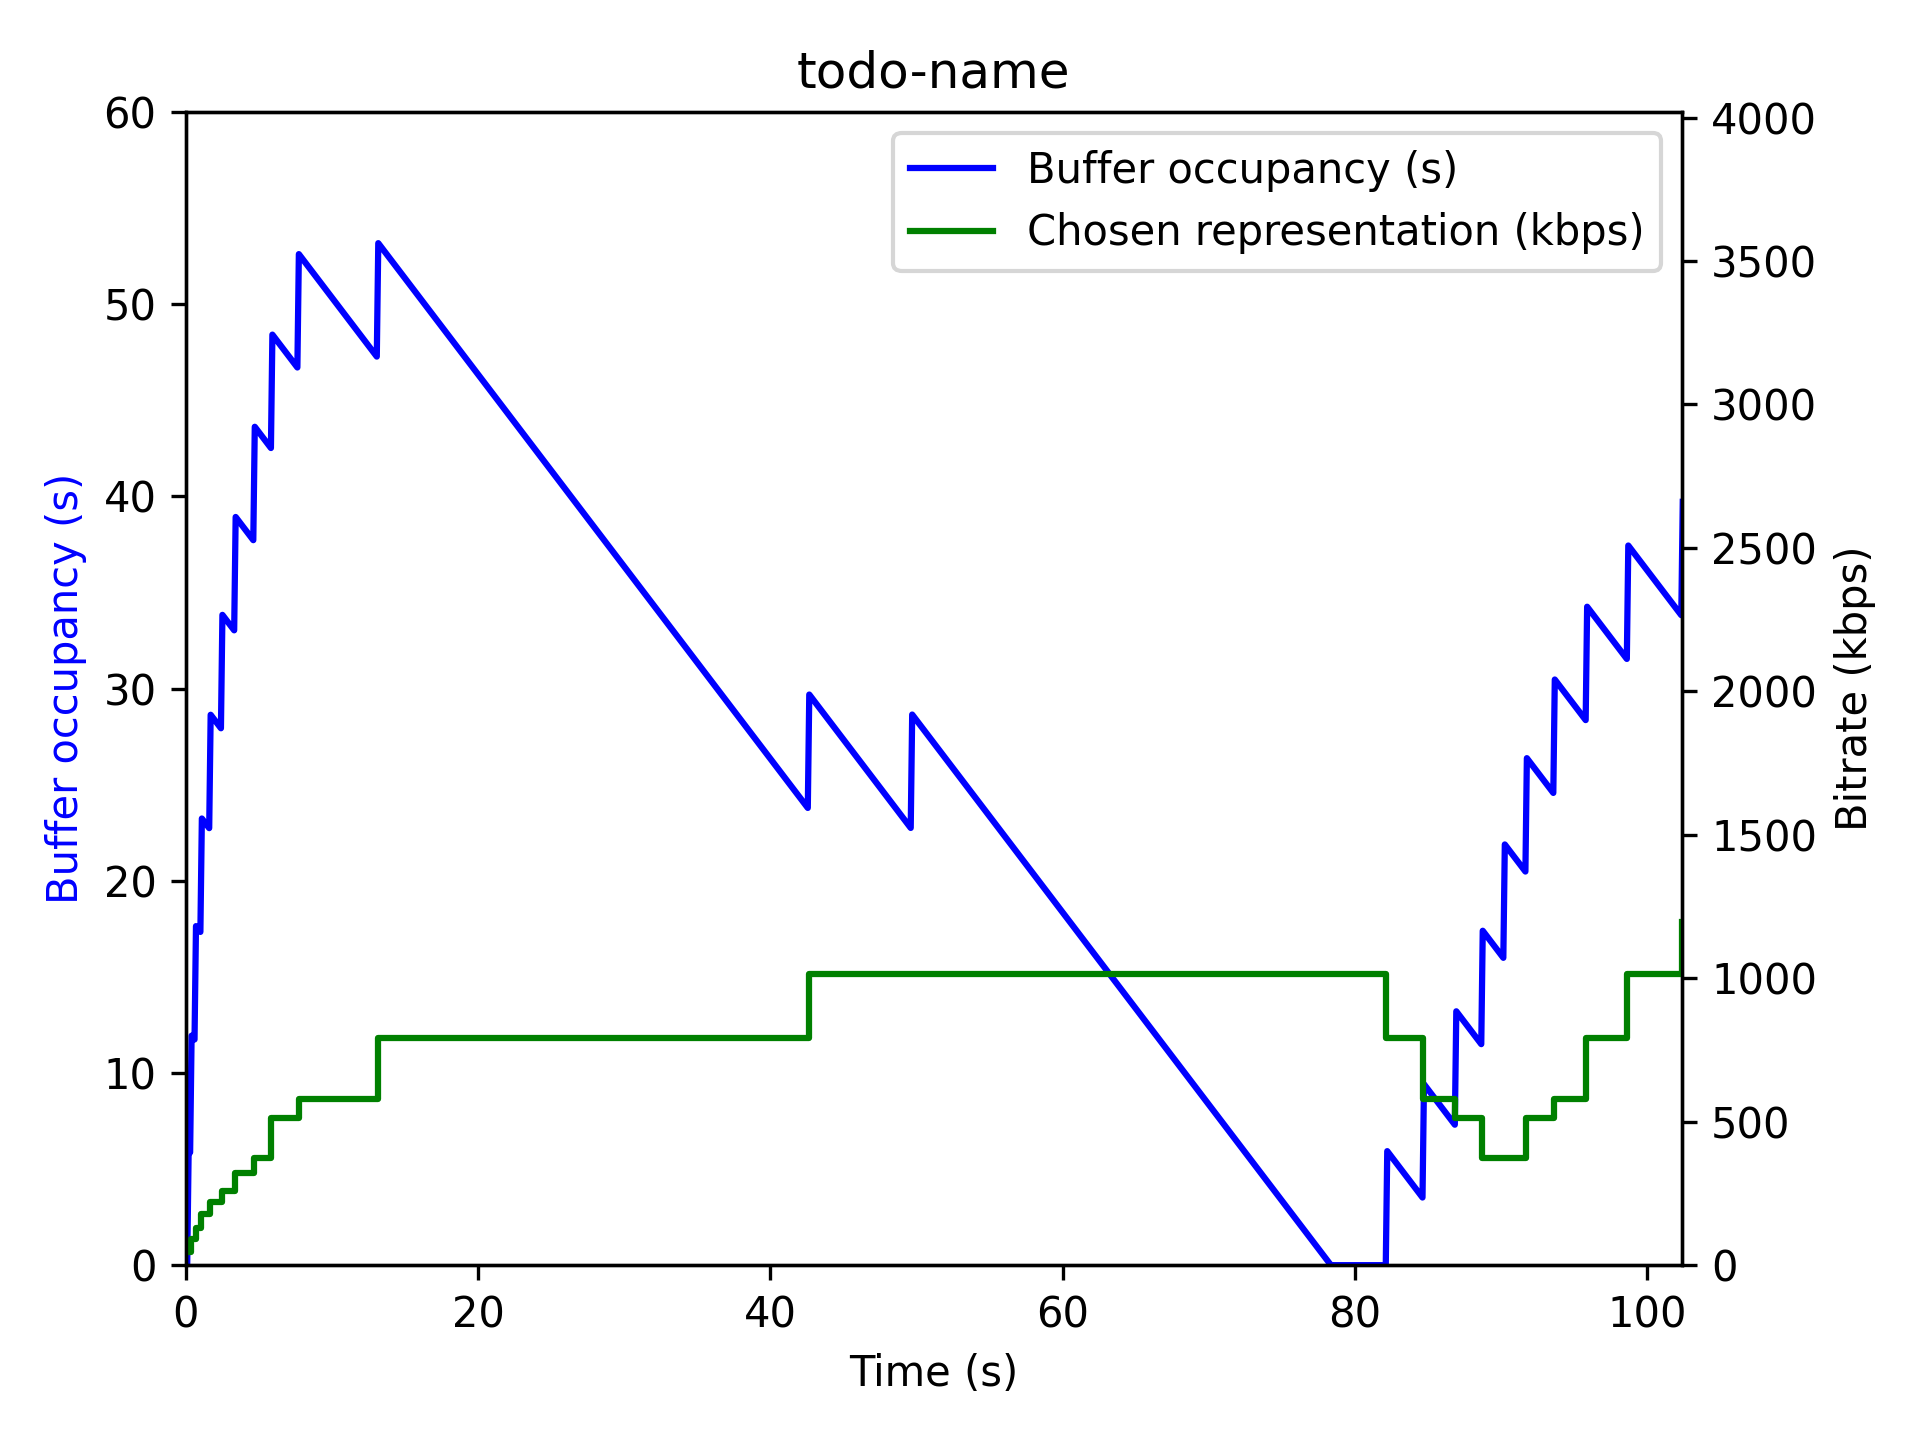 todo-name
Buffer occupancy (s)
Chosen representation (kbps)
60
50
40
30
20
10
0
Buffer occupancy (s)
4000
3500
3000
2500
2000
1500
1000
500
0
Bitrate (kbps)
0 20 40 60 80 100
Time (s)